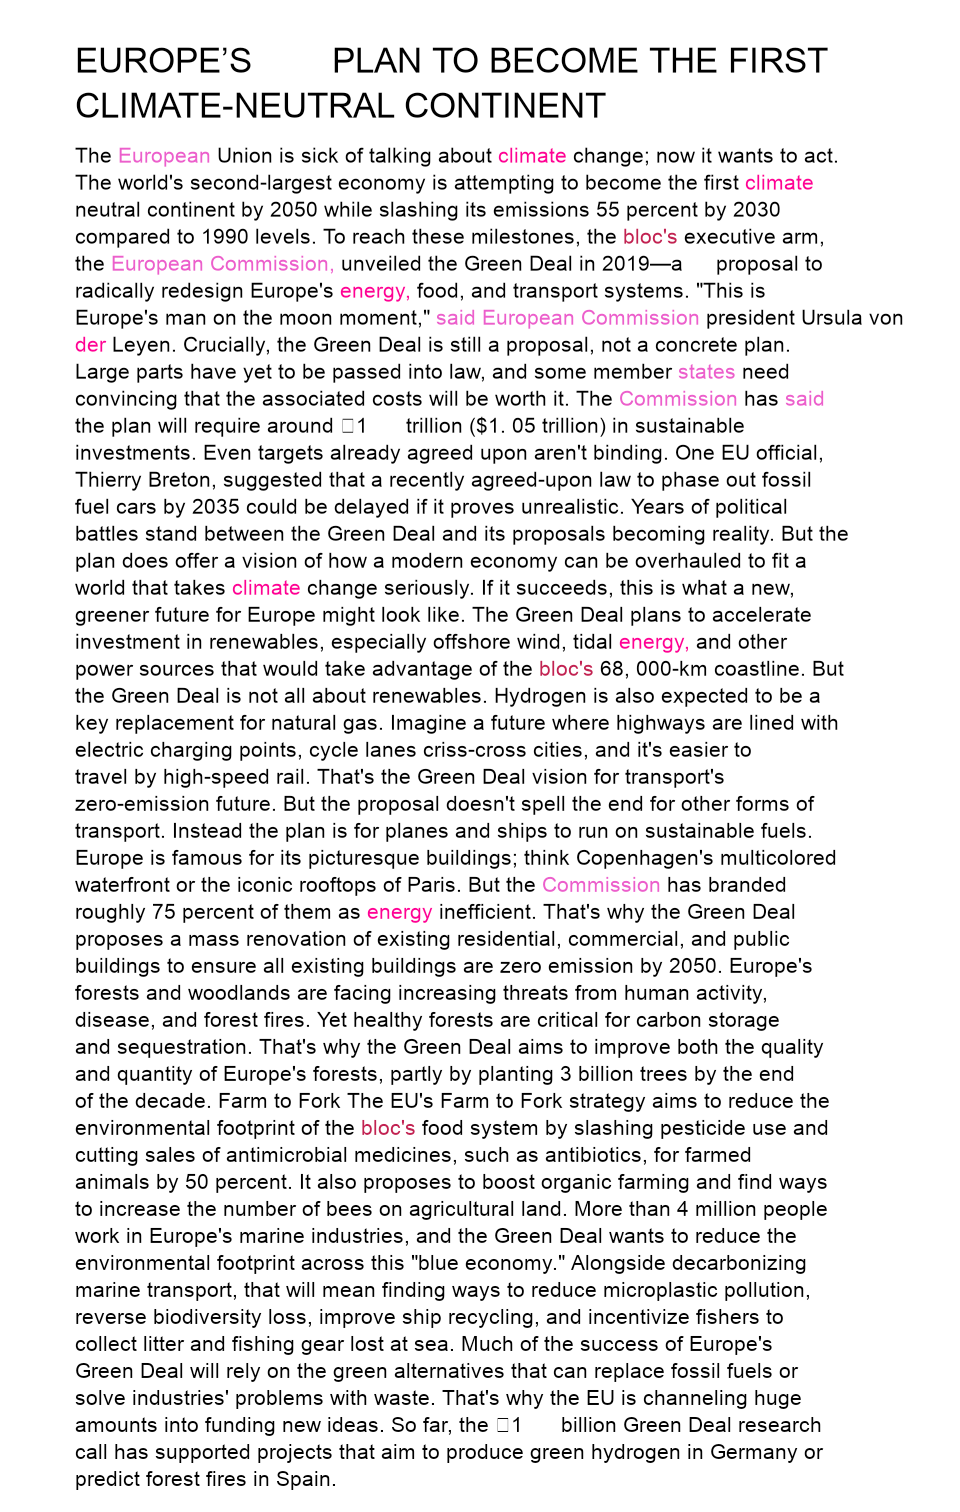 EUROPE’S PLAN TO BECOME THE FIRST
CLIMATE-NEUTRAL CONTINENT
The European Union is sick of talking about climate change; now it wants to act.
The world's second-largest economy is attempting to become the first climate
neutral continent by 2050 while slashing its emissions 55 percent by 2030
compared to 1990 levels. To reach these milestones, the bloc's executive arm,
the European Commission, unveiled the Green Deal in 2019—a proposal to
radically redesign Europe's energy, food, and transport systems. "This is
Europe's man on the moon moment," said European Commission president Ursula von
der Leyen. Crucially, the Green Deal is still a proposal, not a concrete plan.
Large parts have yet to be passed into law, and some member states need
convincing that the associated costs will be worth it. The Commission has said
the plan will require around □1 trillion ($1. 05 trillion) in sustainable
investments. Even targets already agreed upon aren't binding. One EU official,
Thierry Breton, suggested that a recently agreed-upon law to phase out fossil
fuel cars by 2035 could be delayed if it proves unrealistic. Years of political
battles stand between the Green Deal and its proposals becoming reality. But the
plan does offer a vision of how a modern economy can be overhauled to fit a
world that takes climate change seriously. If it succeeds, this is what a new,
greener future for Europe might look like. The Green Deal plans to accelerate
investment in renewables, especially offshore wind, tidal energy, and other
power sources that would take advantage of the bloc's 68, 000-km coastline. But
the Green Deal is not all about renewables. Hydrogen is also expected to be a
key replacement for natural gas. Imagine a future where highways are lined with
electric charging points, cycle lanes criss-cross cities, and it's easier to
travel by high-speed rail. That's the Green Deal vision for transport's
zero-emission future. But the proposal doesn't spell the end for other forms of
transport. Instead the plan is for planes and ships to run on sustainable fuels.
Europe is famous for its picturesque buildings; think Copenhagen's multicolored
waterfront or the iconic rooftops of Paris. But the Commission has branded
roughly 75 percent of them as energy inefficient. That's why the Green Deal
proposes a mass renovation of existing residential, commercial, and public
buildings to ensure all existing buildings are zero emission by 2050. Europe's
forests and woodlands are facing increasing threats from human activity,
disease, and forest fires. Yet healthy forests are critical for carbon storage
and sequestration. That's why the Green Deal aims to improve both the quality
and quantity of Europe's forests, partly by planting 3 billion trees by the end
of the decade. Farm to Fork The EU's Farm to Fork strategy aims to reduce the
environmental footprint of the bloc's food system by slashing pesticide use and
cutting sales of antimicrobial medicines, such as antibiotics, for farmed
animals by 50 percent. It also proposes to boost organic farming and find ways
to increase the number of bees on agricultural land. More than 4 million people
work in Europe's marine industries, and the Green Deal wants to reduce the
environmental footprint across this "blue economy." Alongside decarbonizing
marine transport, that will mean finding ways to reduce microplastic pollution,
reverse biodiversity loss, improve ship recycling, and incentivize fishers to
collect litter and fishing gear lost at sea. Much of the success of Europe's
Green Deal will rely on the green alternatives that can replace fossil fuels or
solve industries' problems with waste. That's why the EU is channeling huge
amounts into funding new ideas. So far, the □1 billion Green Deal research
call has supported projects that aim to produce green hydrogen in Germany or
predict forest fires in Spain.